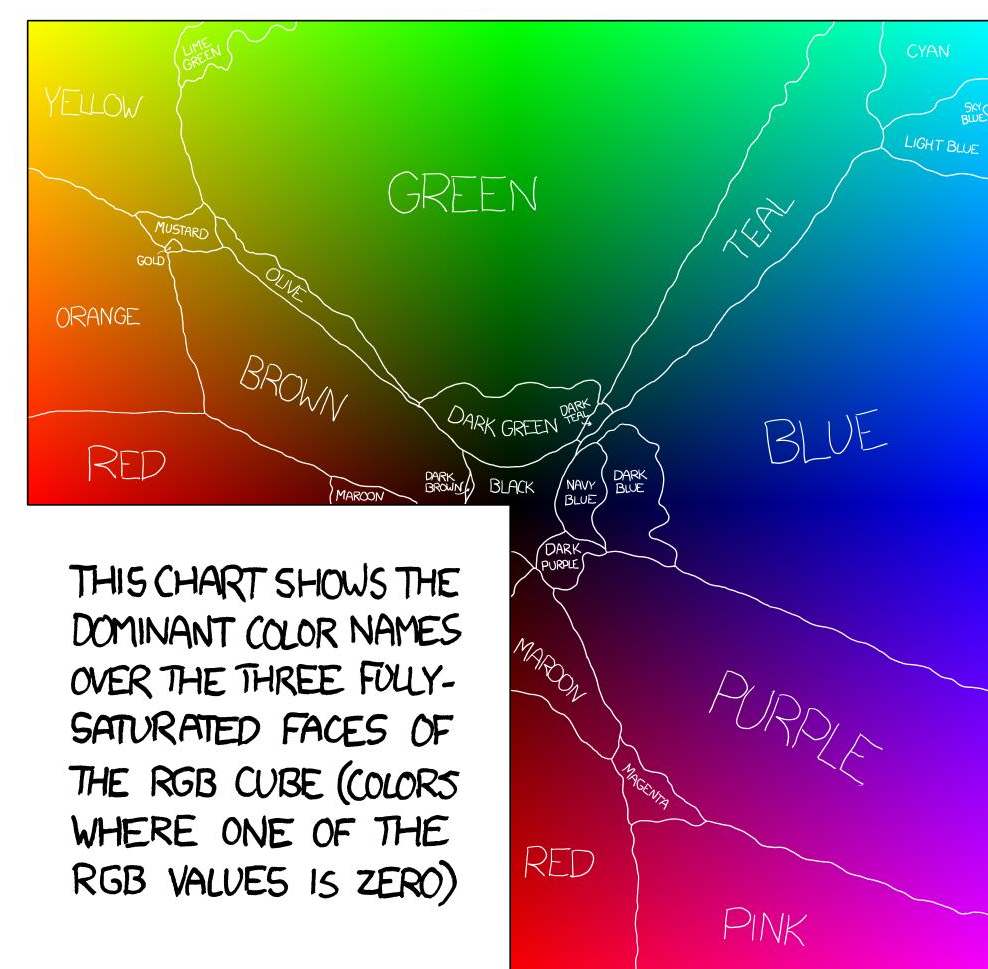 LIME
GREEN
CYAN
YELLOW
SKY
BLUE
LIGHT BLUE
GREEN
TEAL
MUSTARD
GOLD
OLIVE
ORANGE
BROWN
DARK GREEN
DARK
TEAL
BLUE
RED
MAROON
DARK
BROWN
BLACK
NAVY
BLUE
DARK
BLUE
DARK
PURPLE
THIS CHART SHOWS THE
DOMINANT COLOR NAMES
OVER THE THREE FULLY-
SATURATED FACES OF
THE RGB CUBE (COLORS
WHERE ONE OF THE
RGB VALUES IS ZERO)
MAROON
PURPLE
MAGENTA
RED
PINK